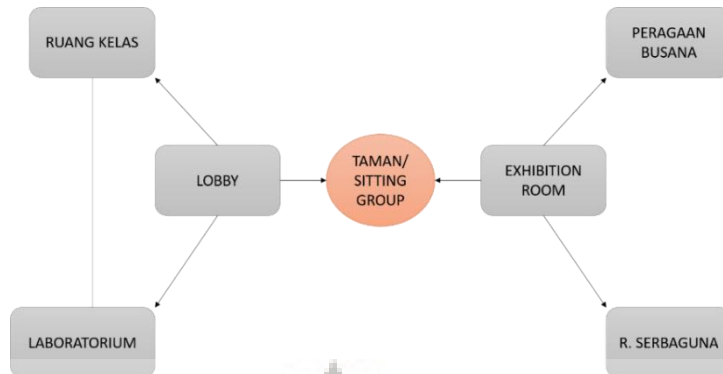 RUANG KELAS
PERAGAAN
BUSANA
LOBBY
TAMAN/
SITTING
GROUP
EXHIBITION
ROOM
LABORATORIUM
R. SERBAGUNA